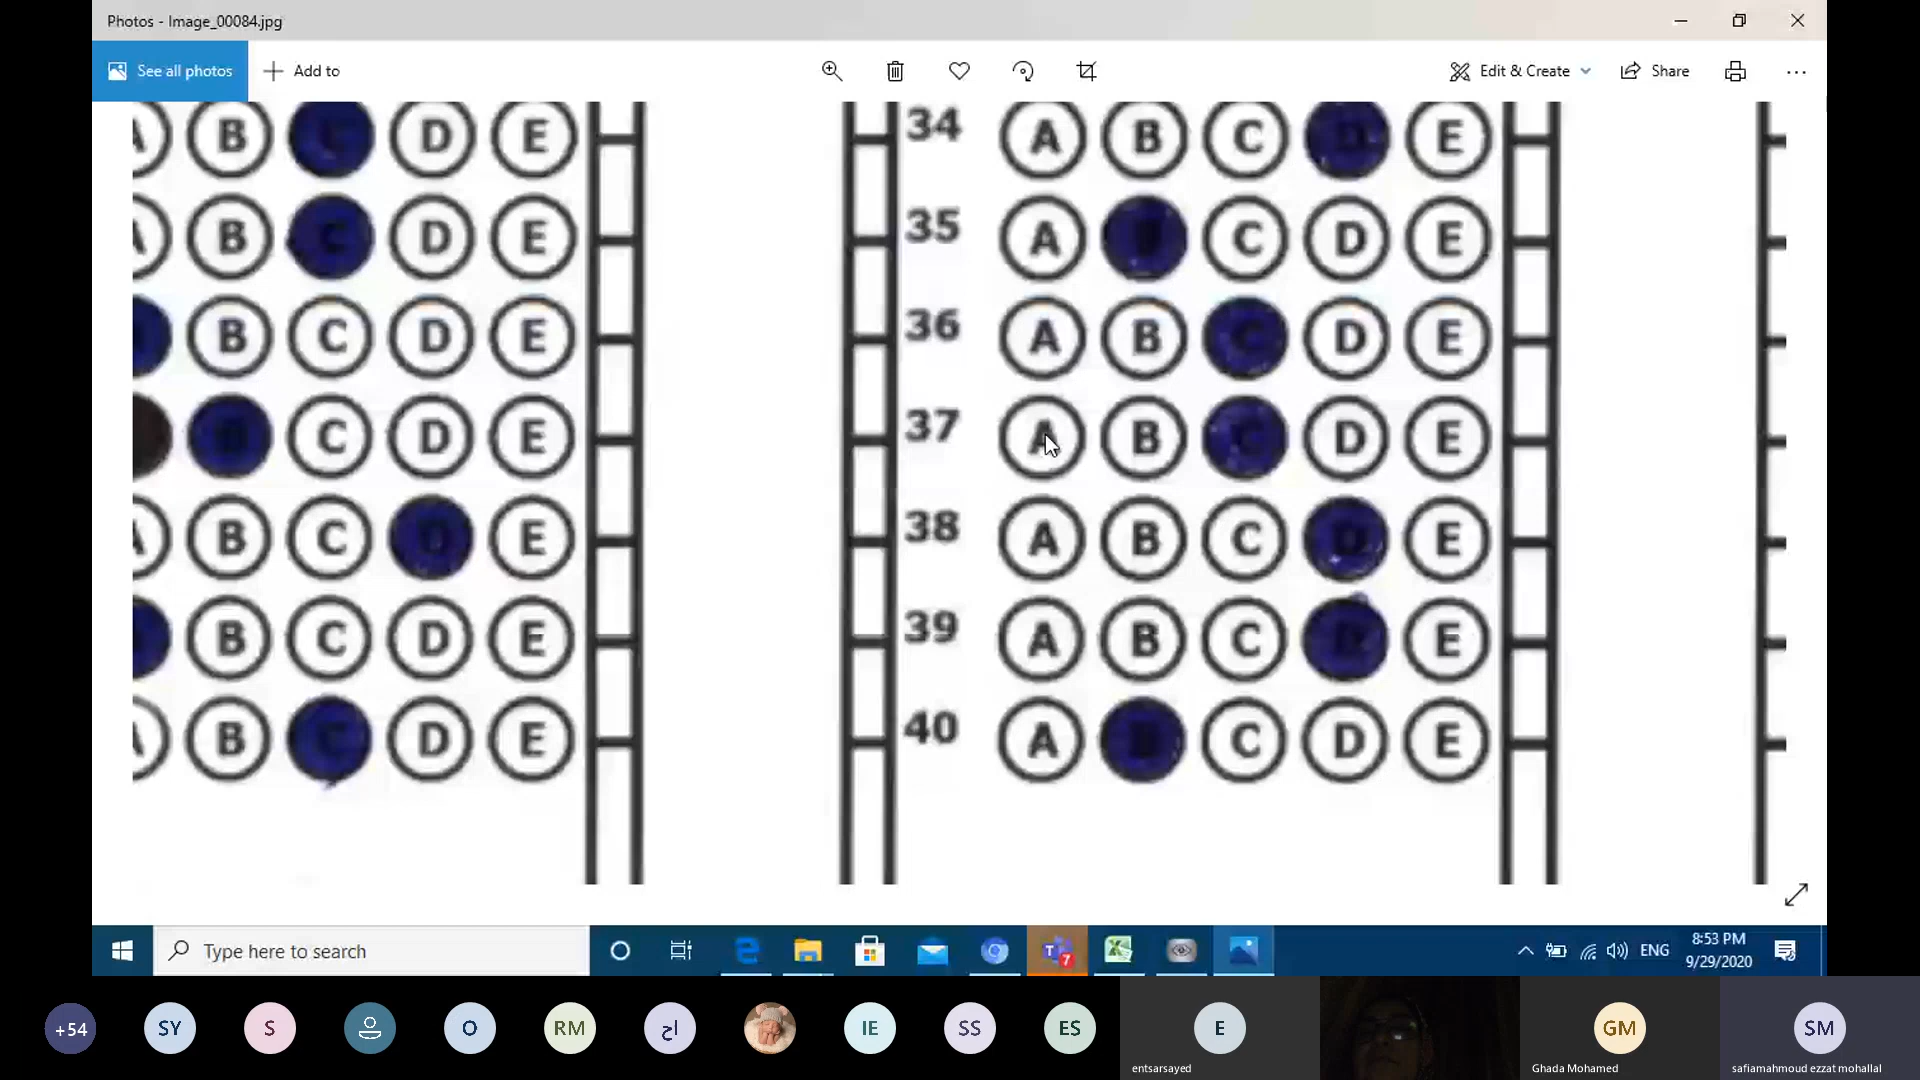 Photos - Image_00084.jpg
See all photos
Add to
Edit & Create
Share
B C D E
34 A B C D E
B C D E
35 A C D E
B C D E
36 A B C D E
B C D E
37 A B C D E
B C D E
38 A B C D E
B C D E
39 A B C D E
B C D E
40 A B C D E
Type here to search
7
ENG
8:53 PM
9/29/2020
+54
SY
S
O
RM
اج
IE
SS
ES
E
entsarsayed
GM
Ghada Mohamed
SM
safiamahmoud ezzat mohallal